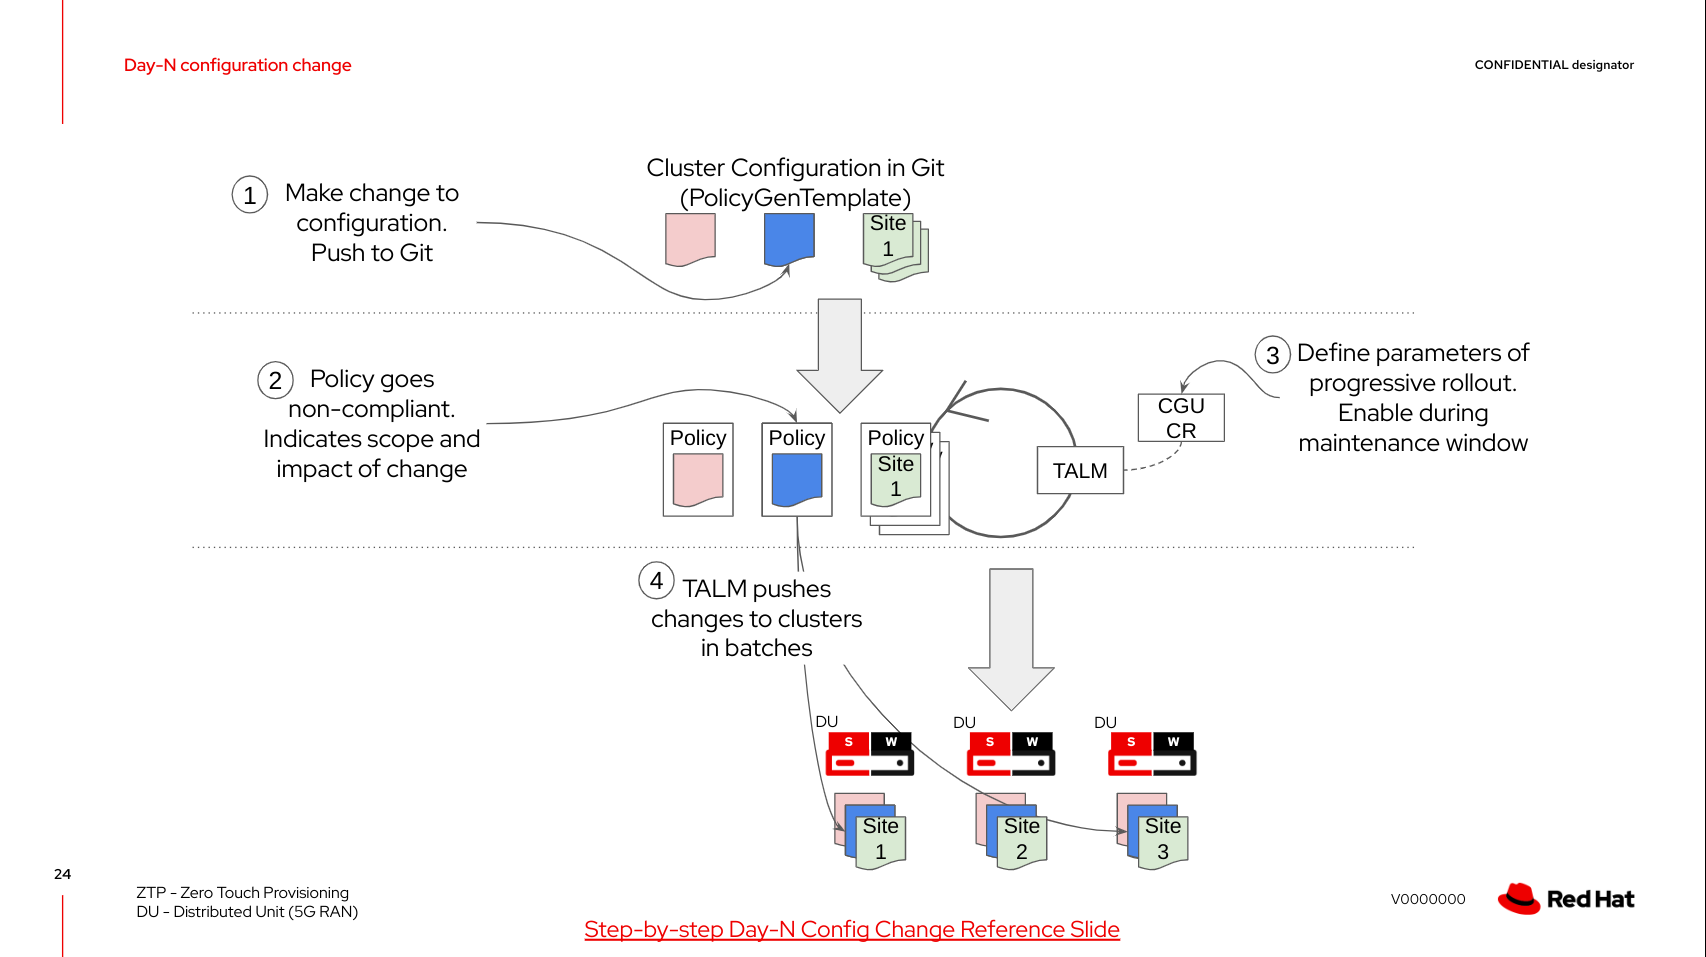 Day-N configuration change
CONFIDENTIAL designator
Cluster Configuration in Git
(PolicyGenTemplate)
1
Make change to
configuration.
Push to Git
Site
1
2
Policy goes
non-compliant.
Indicates scope and
impact of change
3
Define parameters of
progressive rollout.
Enable during
maintenance window
CGU
CR
TALM
Policy
Policy
Policy
Site
1
4
TALM pushes
changes to clusters
in batches
DU
DU
DU
S W
S W
S W
Site
1
Site
2
Site
3
24
ZTP - Zero Touch Provisioning
DU - Distributed Unit (5G RAN)
V0000000
Red Hat
Step-by-step Day-N Config Change Reference Slide